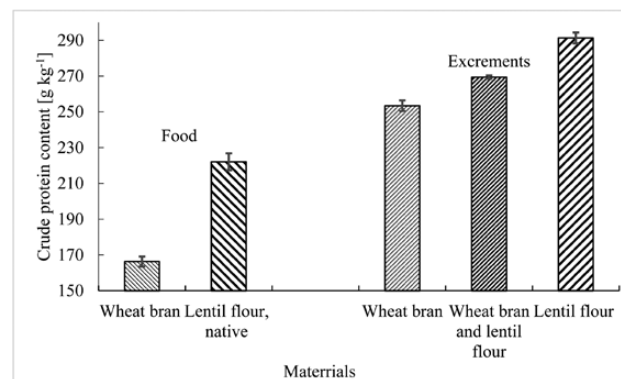 Crude protein content [g kg-1]
290
270
250
230
210
190
170
150
Food
Excrements
Wheat bran
Lentil flour,
native
Wheat bran
Wheat bran
and lentil
flour
Lentil flour
Materrials